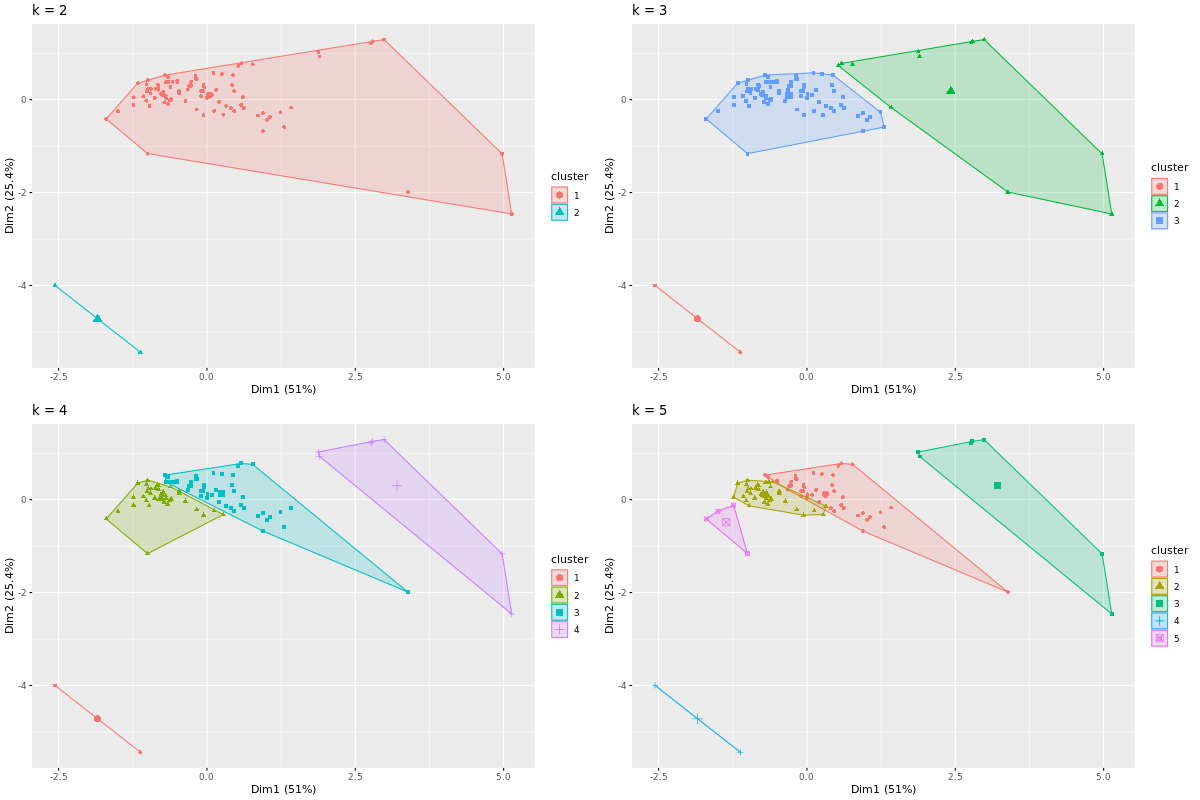 k = 2
0
-2
-4
-2.5
0.0
2.5
5.0
Dim1 (51%)
Dim2 (25.4%)
cluster
1
2
k = 3
0
-2
-4
-2.5
0.0
2.5
5.0
Dim1 (51%)
Dim2 (25.4%)
cluster
1
2
3
k = 4
0
-2
-4
-2.5
0.0
2.5
5.0
Dim1 (51%)
Dim2 (25.4%)
cluster
1
2
3
4
k = 5
0
-2
-4
-2.5
0.0
2.5
5.0
Dim1 (51%)
Dim2 (25.4%)
cluster
1
2
3
4
5